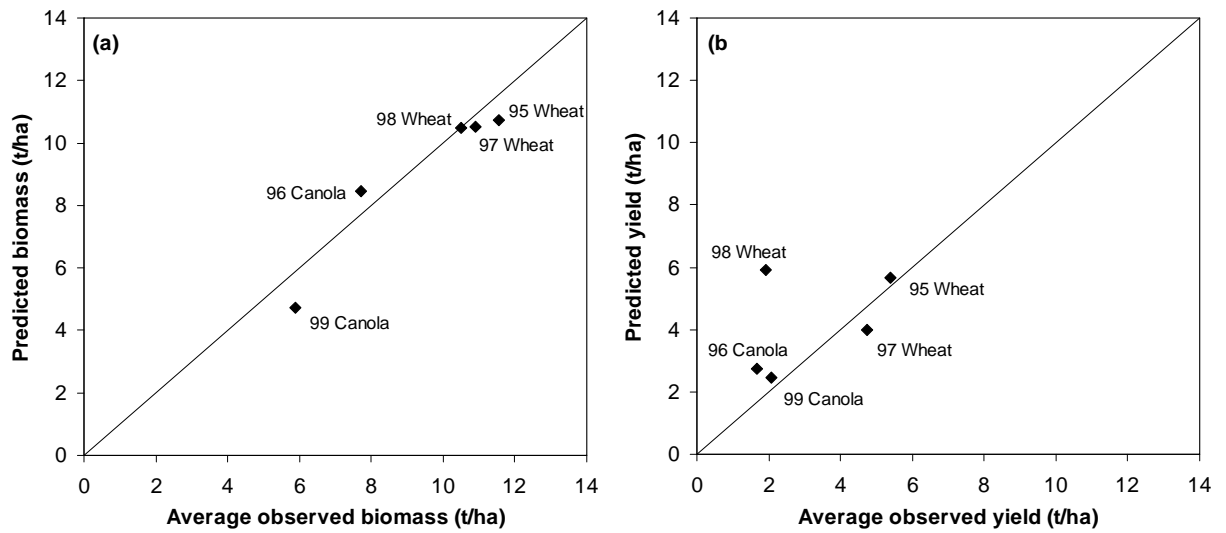 (a)
14
12
10
8
6
4
2
0
Predicted biomass (t/ha)
98 Wheat
95 Wheat
97 Wheat
96 Canola
99 Canola
0 2 4 6 8 10 12 14
Average observed biomass (t/ha)
(b
14
12
10
8
6
4
2
0
Predicted yield (t/ha)
98 Wheat
95 Wheat
97 Wheat
96 Canola
99 Canola
0 2 4 6 8 10 12 14
Average observed yield (t/ha)